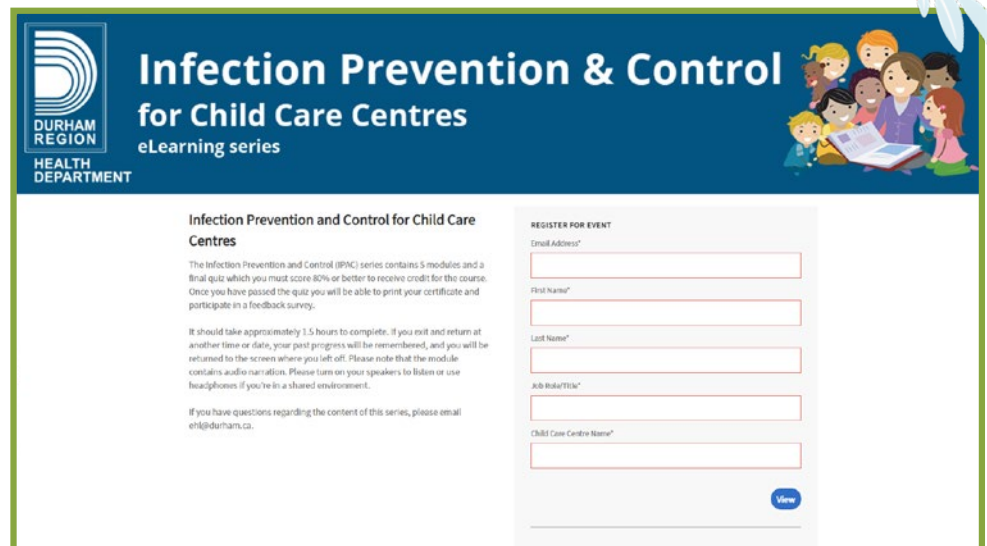 DURHAM
REGION
HEALTH
DEPARTMENT
Infection Prevention & Control
for Child Care Centres
eLearning series
Infection Prevention and Control for Child Care
Centres
The Infection Prevention and Control (IPAC) series contains 5 modules and a
final quiz which you must score 80% or better to receive credit for the course.
Once you have passed the quiz you will be able to print your certificate and
participate in a feedback survey.
It should take approximately 1.5 hours to complete. If you exit and return at
another time or date, your past progress will be remembered, and you will be
returned to the screen where you left off. Please note that the module
contains audio narration. Please turn on your speakers to listen or use
headphones if you're in a shared environment.
If you have questions regarding the content of this series, please email
ehl@durham.ca.
REGISTER FOR EVENT
Email Address*
First Name*
Last Name*
Job Role/Title*
Child Care Centre Name*
View